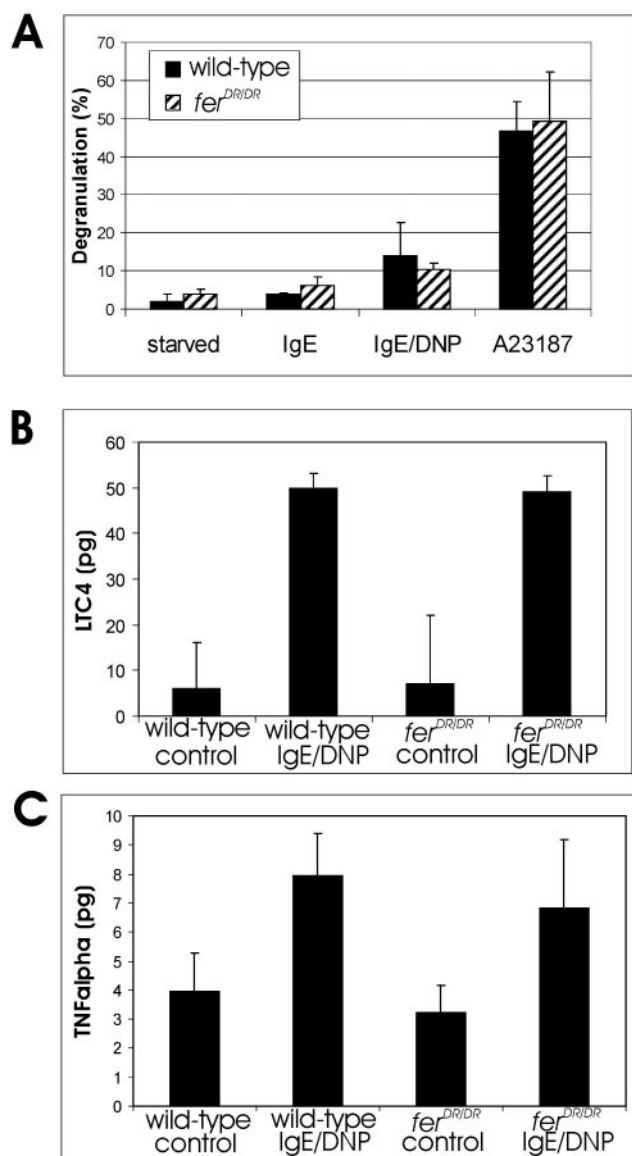 A
wild-type
fer DR/DR
Degranulation (%)
70
60
50
40
30
20
10
0
starved IgE IgE/DNP A23187
B
LTC4 (pg)
60
50
40
30
20
10
0
wild-type wild-type fer DR/DR fer DR/DR
control IgE/DNP control IgE/DNP
C
TNFalpha (pg)
10
9
8
7
6
5
4
3
2
1
0
wild-type wild-type fer DR/DR fer DR/DR
control IgE/DNP control IgE/DNP